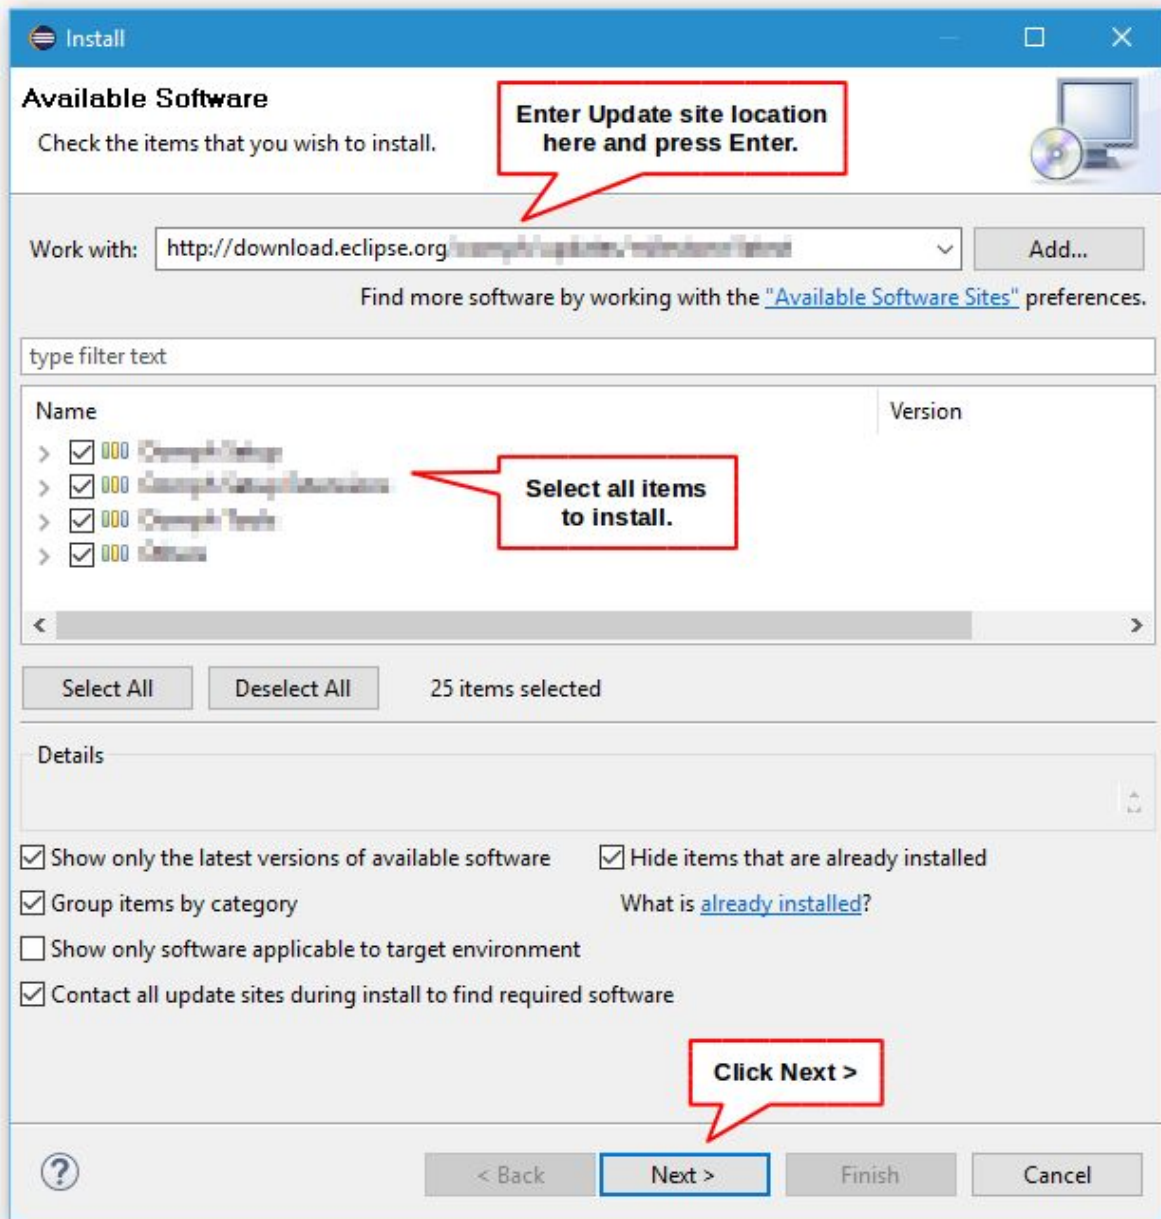 Install
Available Software
Check the items that you wish to install.
Enter Update site location
here and press Enter.
Work with:
http://download.eclipse.org
Add...
Find more software by working with the "Available Software Sites" preferences.
type filter text
Name
Version
Select all items
to install.
Select All
Deselect All
25 items selected
Details
Show only the latest versions of available software
Hide items that are already installed
Group items by category
What is already installed?
Show only software applicable to target environment
Contact all update sites during install to find required software
Click Next >
?
< Back
Next >
Finish
Cancel